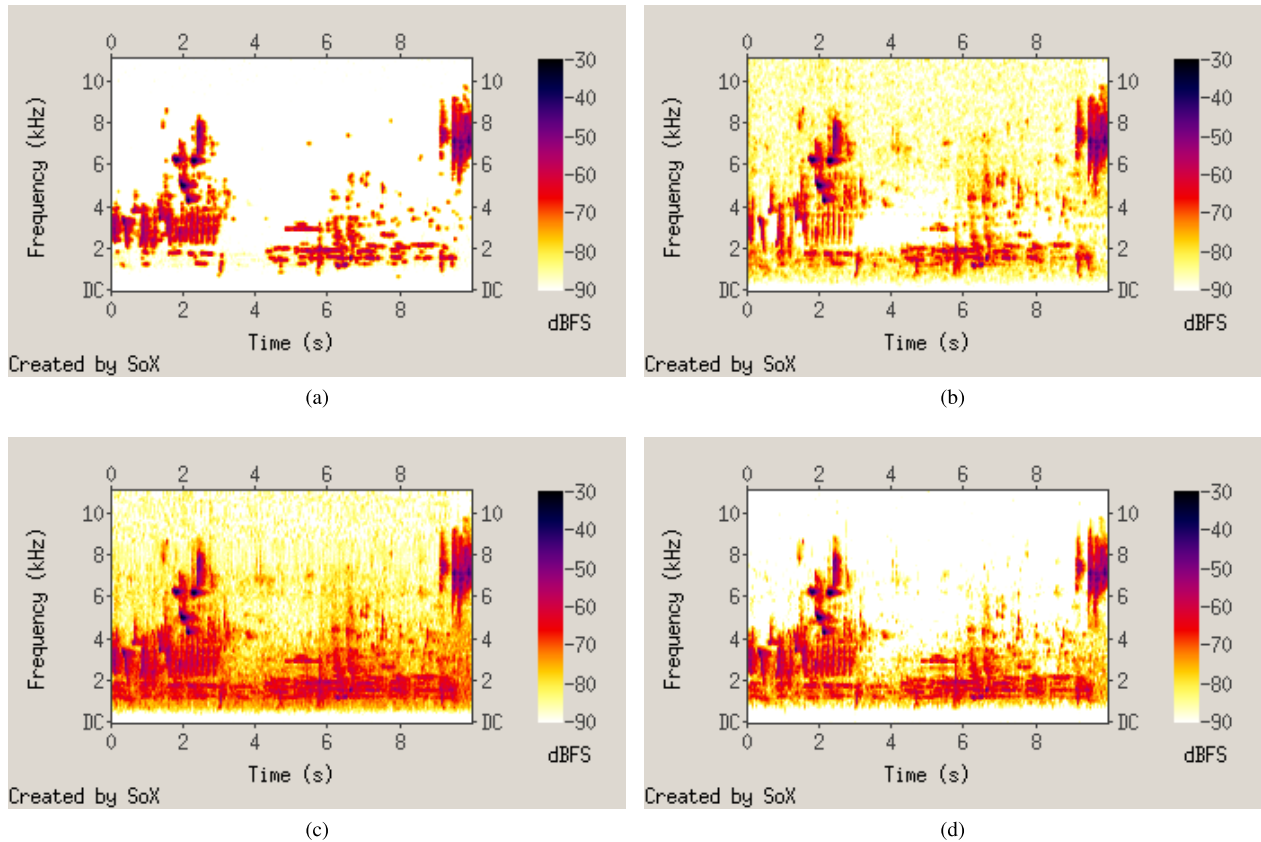 0 2 4 6 8
10 10 -30
8 8 -40
6 6 -50
4 4 -60
2 2 -70
DC DC -80
-90
Frequency (kHz)
0 2 4 6 8
Time (s)
dBFS
Created by SoX
(a)
0 2 4 6 8
10 10 -30
8 8 -40
6 6 -50
4 4 -60
2 2 -70
DC DC -80
-90
Frequency (kHz)
0 2 4 6 8
Time (s)
dBFS
Created by SoX
(b)
0 2 4 6 8
10 10 -30
8 8 -40
6 6 -50
4 4 -60
2 2 -70
DC DC -80
-90
Frequency (kHz)
0 2 4 6 8
Time (s)
dBFS
Created by SoX
(c)
0 2 4 6 8
10 10 -30
8 8 -40
6 6 -50
4 4 -60
2 2 -70
DC DC -80
-90
Frequency (kHz)
0 2 4 6 8
Time (s)
dBFS
Created by SoX
(d)